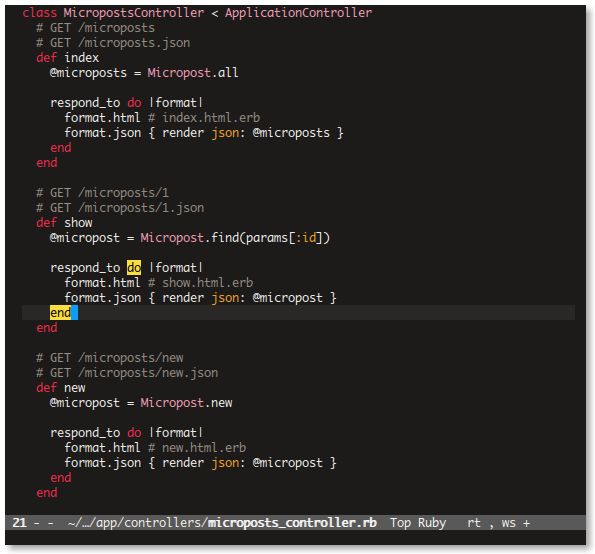 class MicropostsController < ApplicationController
  # GET /microposts
  # GET /microposts.json
  def index
    @microposts = Micropost.all

    respond_to do |format|
      format.html # index.html.erb
      format.json { render json: @microposts }
    end
  end

  # GET /microposts/1
  # GET /microposts/1.json
  def show
    @micropost = Micropost.find(params[:id])

    respond_to do |format|
      format.html # show.html.erb
      format.json { render json: @micropost }
    end
  end

  # GET /microposts/new
  # GET /microposts/new.json
  def new
    @micropost = Micropost.new

    respond_to do |format|
      format.html # new.html.erb
      format.json { render json: @micropost }
    end
  end
21 - -  ~/…/app/controllers/microposts_controller.rb  Top Ruby   rt , ws +